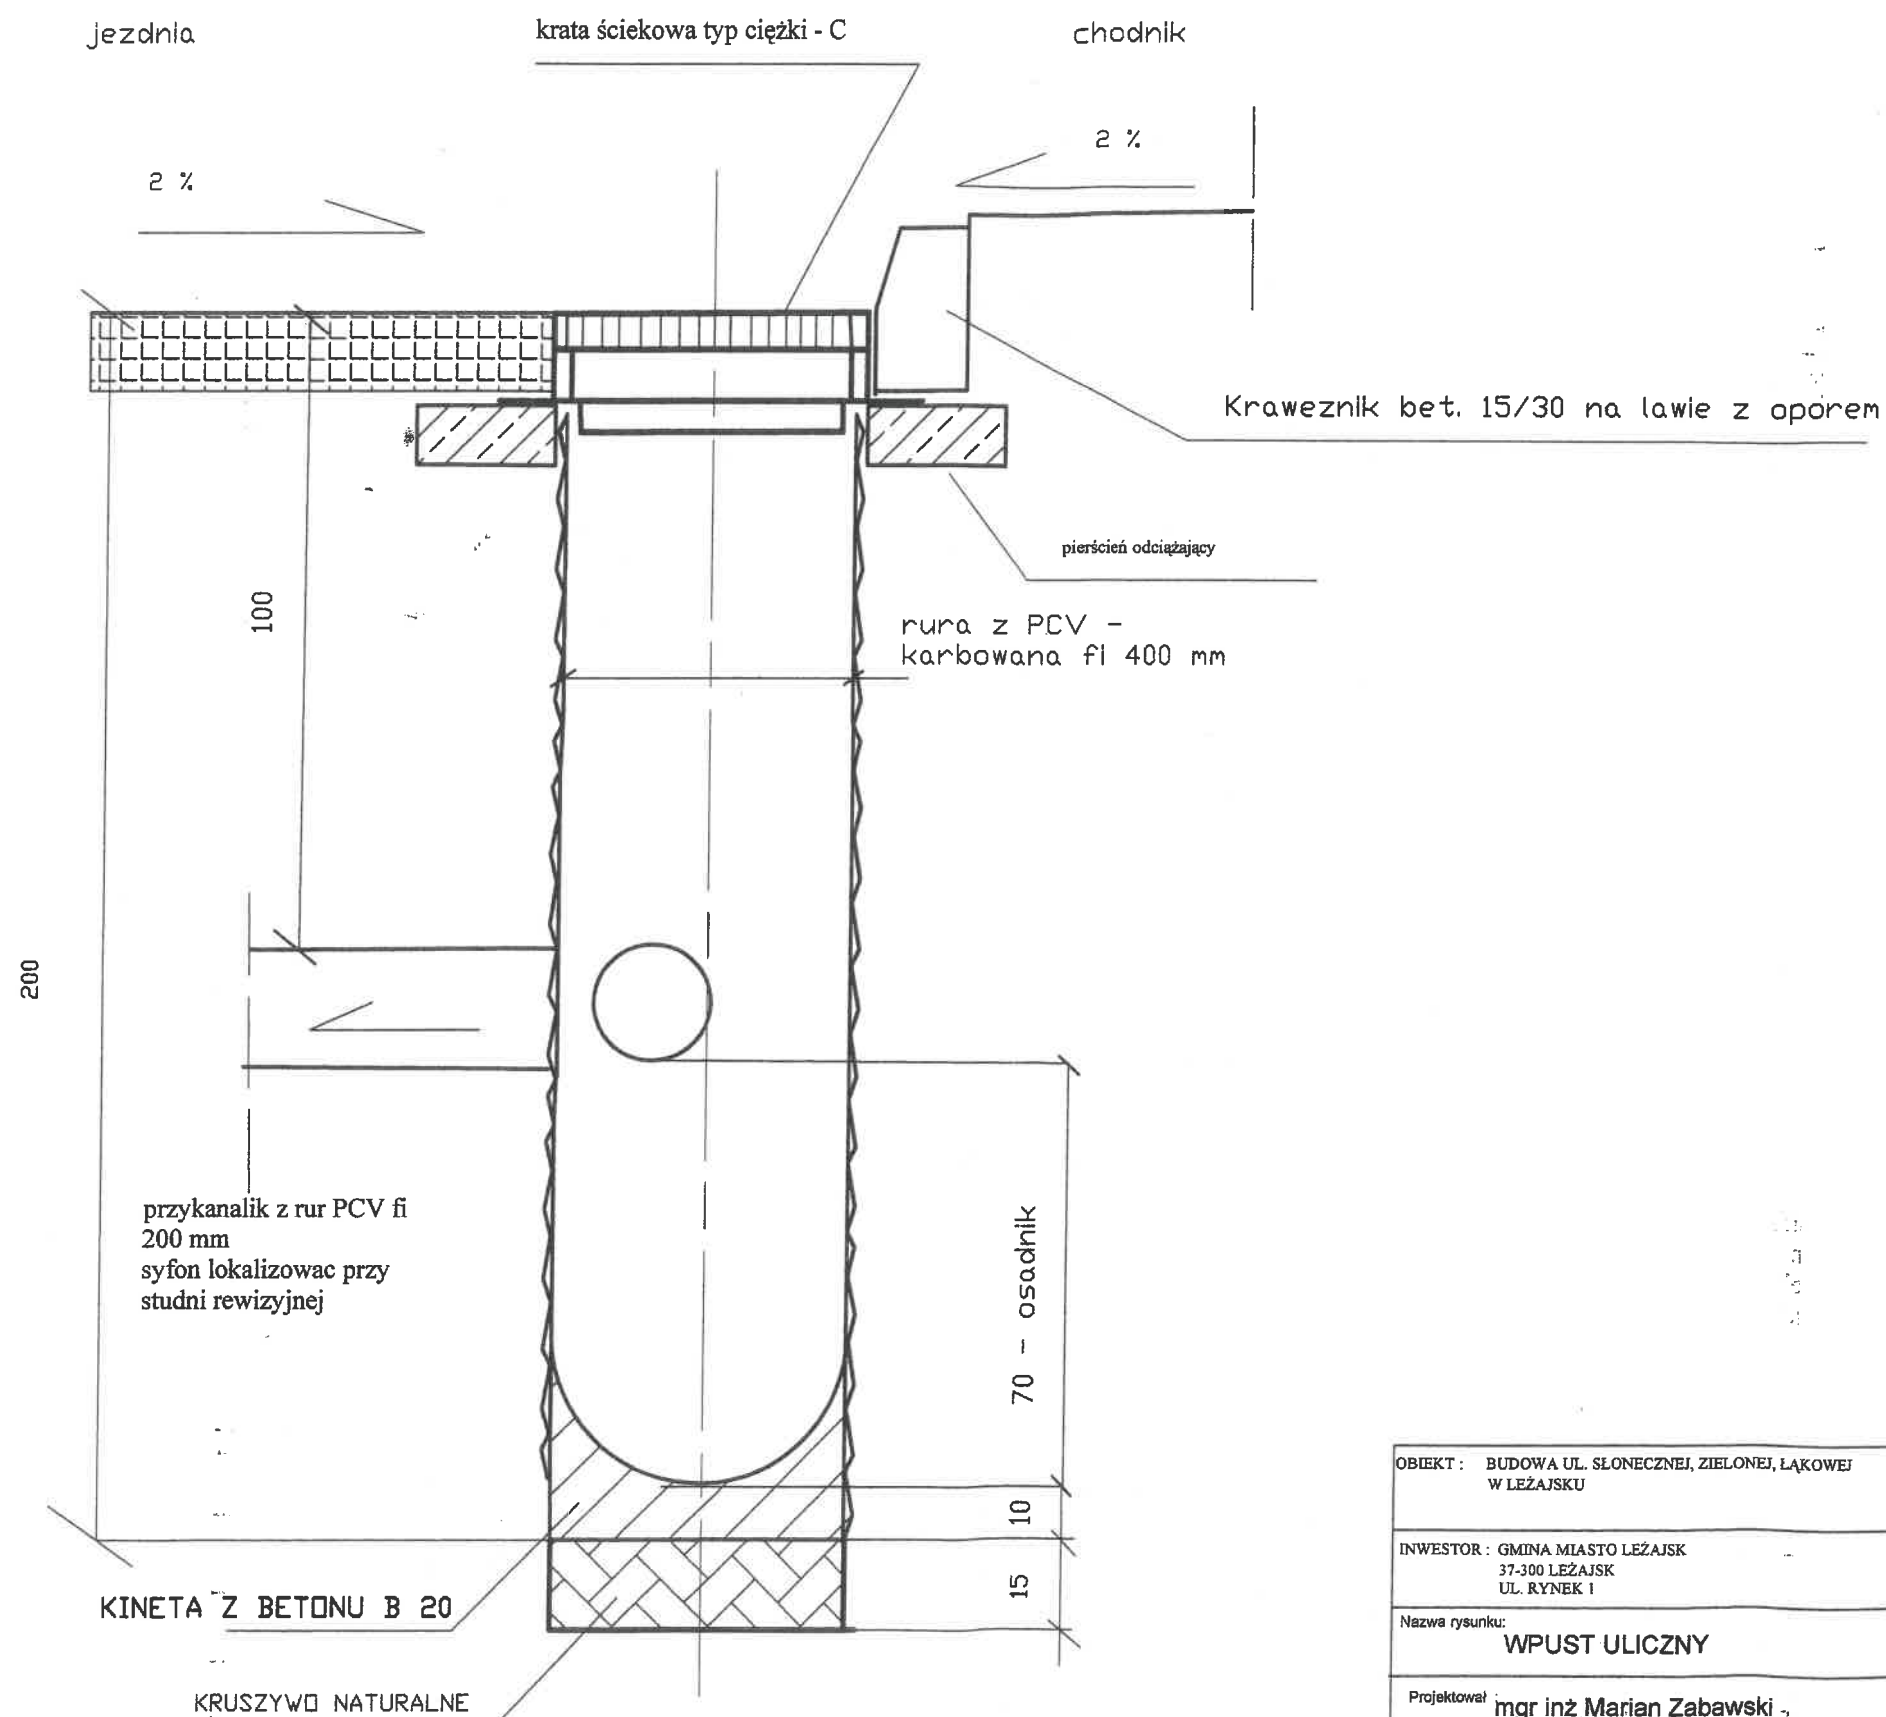 jezdnia
krata ściekowa typ ciężki - C
chodnik
2 %
2 %
Kraweznik bet. 15/30 na lawie z oporem
pierścień odciążający
100
rura z PCV -
karbowana fi 400 mm
200
przykanalik z rur PCV fi
200 mm
syfon lokalizowac przy
studni rewizyjnej
70 - osadnik
10
15
KINETA Z BETONU B 20
KRUSZYWO NATURALNE
OBIEKT : BUDOWA UL. SŁONECZNEJ, ZIELONEJ, ŁĄKOWEJ
W LEŻAJSKU
INWESTOR : GMINA MIASTO LEŻAJSK
37-300 LEŻAJSK
UL. RYNEK 1
Nazwa rysunku:
WPUST ULICZNY
Projektował mgr inż Marian Zabawski -